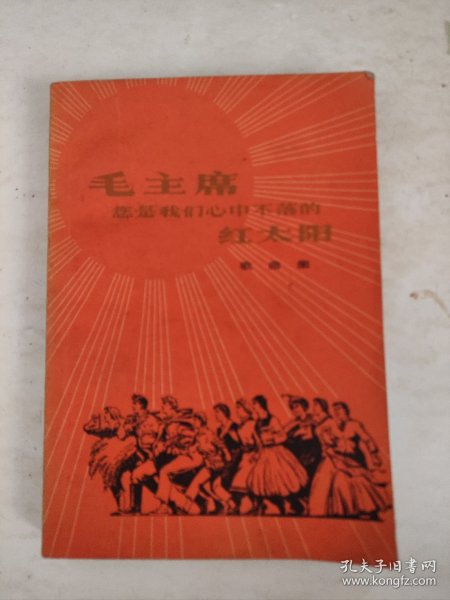 毛主席
您是我们心中不落的
红太阳
歌曲集
孔夫子旧书网
www.kongfz.com